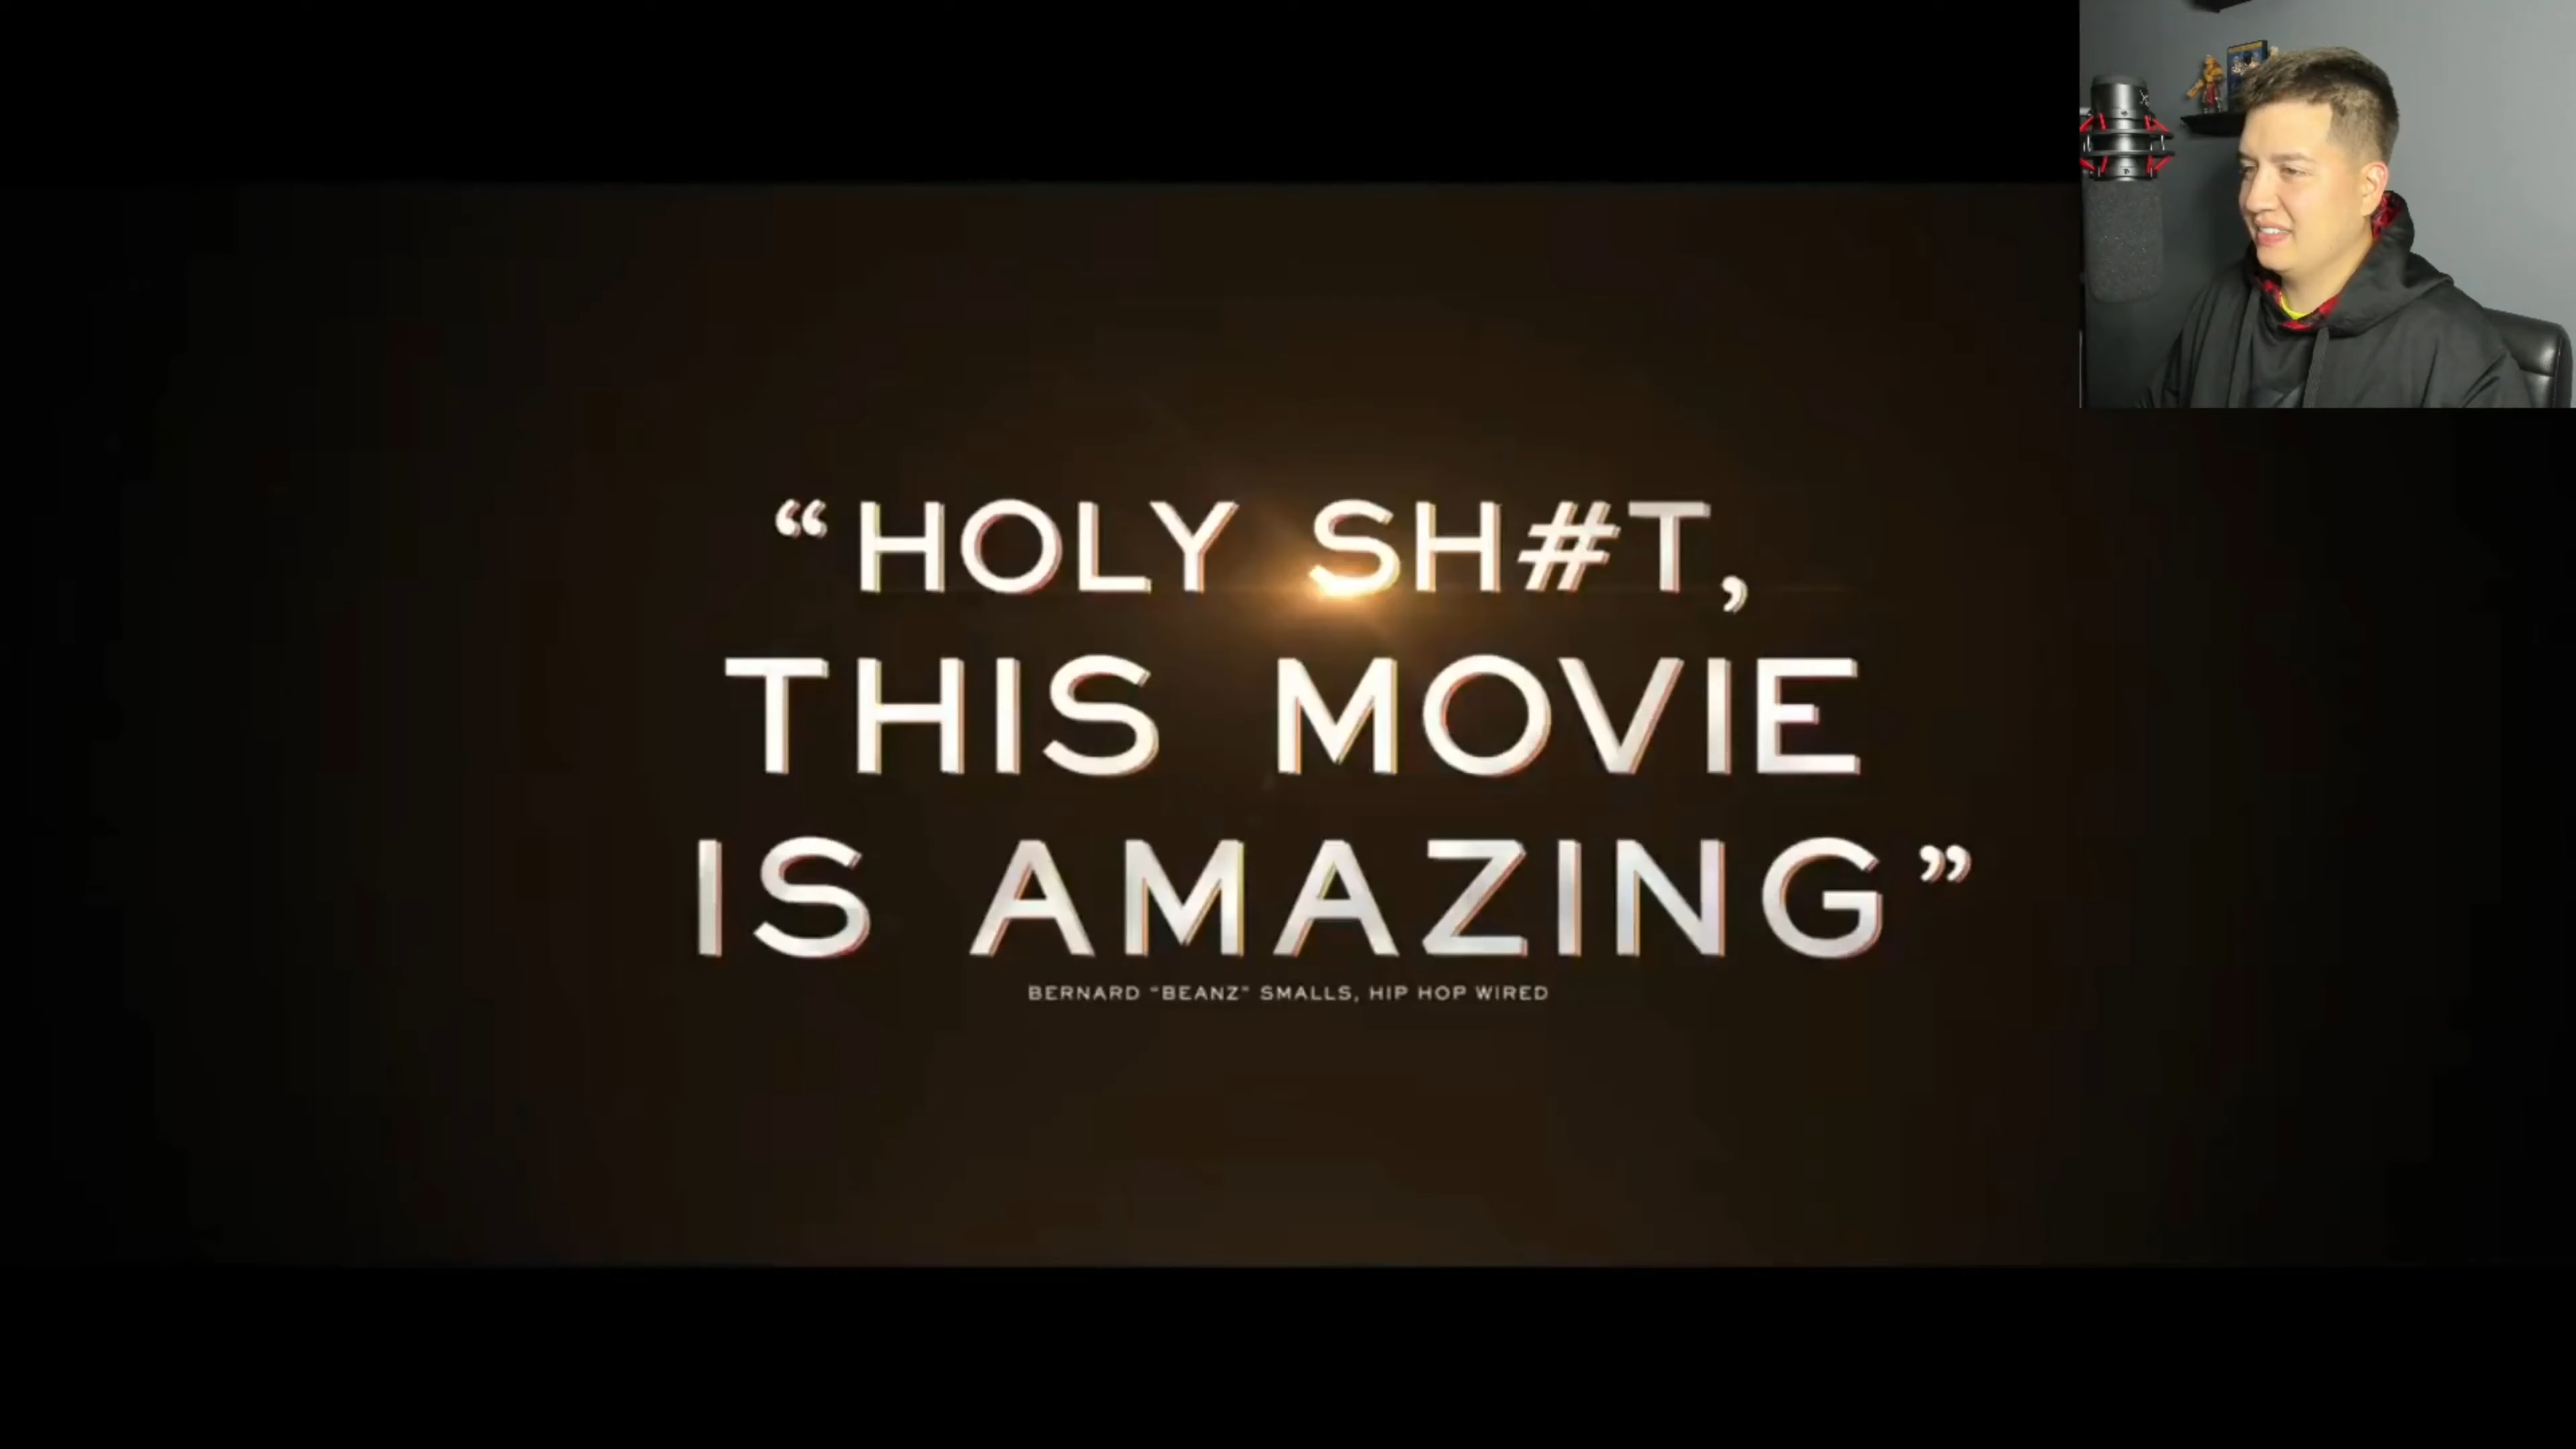 “HOLY SH#T,
THIS MOVIE
IS AMAZING”
BERNARD "BEANZ" SMALLS, HIP HOP WIRED